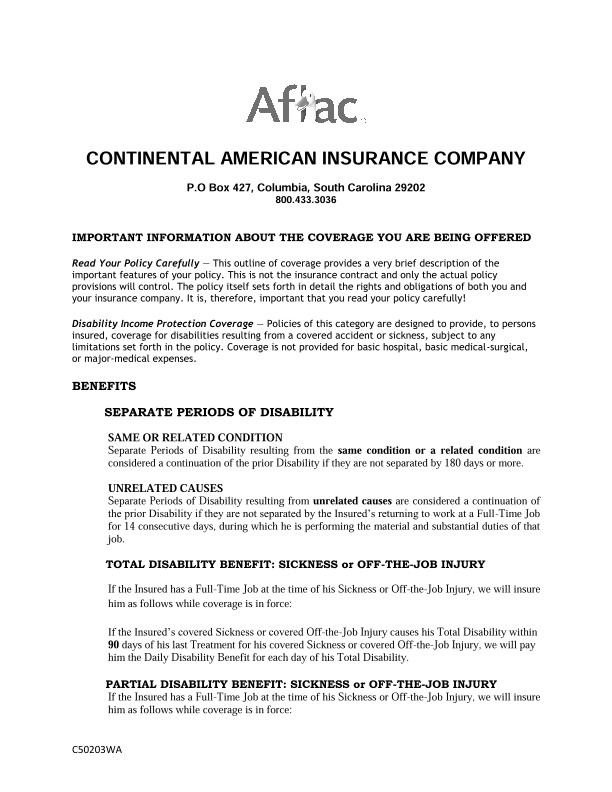 Aflac
CONTINENTAL AMERICAN INSURANCE COMPANY
P.O Box 427, Columbia, South Carolina 29202
800.433.3036
IMPORTANT INFORMATION ABOUT THE COVERAGE YOU ARE BEING OFFERED
Read Your Policy Carefully — This outline of coverage provides a very brief description of the
important features of your policy. This is not the insurance contract and only the actual policy
provisions will control. The policy itself sets forth in detail the rights and obligations of both you and
your insurance company. It is, therefore, important that you read your policy carefully!
Disability Income Protection Coverage — Policies of this category are designed to provide, to persons
insured, coverage for disabilities resulting from a covered accident or sickness, subject to any
limitations set forth in the policy. Coverage is not provided for basic hospital, basic medical-surgical,
or major-medical expenses.
BENEFITS
SEPARATE PERIODS OF DISABILITY
SAME OR RELATED CONDITION
Separate Periods of Disability resulting from the same condition or a related condition are
considered a continuation of the prior Disability if they are not separated by 180 days or more.
UNRELATED CAUSES
Separate Periods of Disability resulting from unrelated causes are considered a continuation of
the prior Disability if they are not separated by the Insured's returning to work at a Full-Time Job
for 14 consecutive days, during which he is performing the material and substantial duties of that
job.
TOTAL DISABILITY BENEFIT: SICKNESS or OFF-THE-JOB INJURY
If the Insured has a Full-Time Job at the time of his Sickness or Off-the-Job Injury, we will insure
him as follows while coverage is in force:
If the Insured's covered Sickness or covered Off-the-Job Injury causes his Total Disability within
90 days of his last Treatment for his covered Sickness or covered Off-the-Job Injury, we will pay
him the Daily Disability Benefit for each day of his Total Disability.
PARTIAL DISABILITY BENEFIT: SICKNESS or OFF-THE-JOB INJURY
If the Insured has a Full-Time Job at the time of his Sickness or Off-the-Job Injury, we will insure
him as follows while coverage is in force:
C50203WA